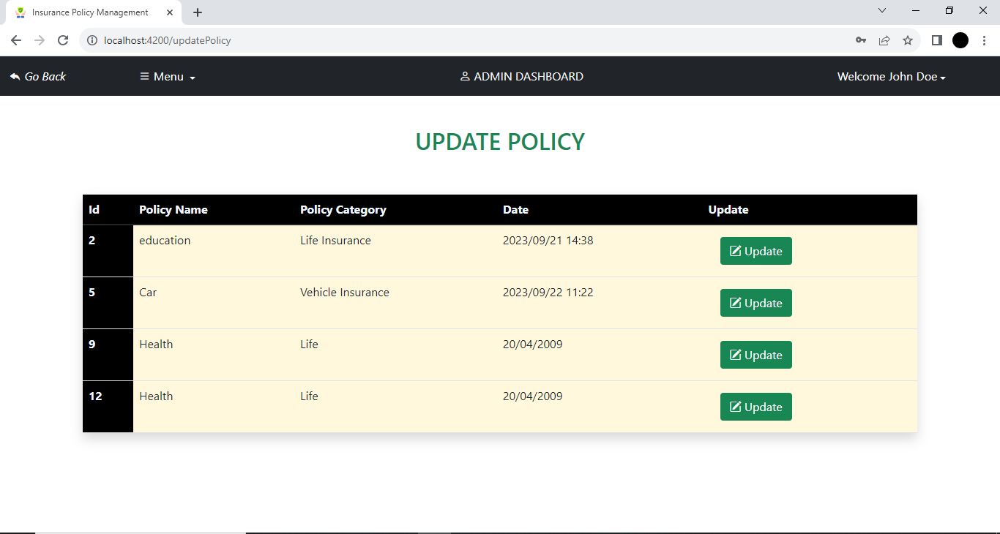 Insurance Policy Management
localhost:4200/updatePolicy
Go Back Menu ADMIN DASHBOARD Welcome John Doe
UPDATE POLICY
Id Policy Name Policy Category Date Update
2 education Life Insurance 2023/09/21 14:38 Update
5 Car Vehicle Insurance 2023/09/22 11:22 Update
9 Health Life 20/04/2009 Update
12 Health Life 20/04/2009 Update